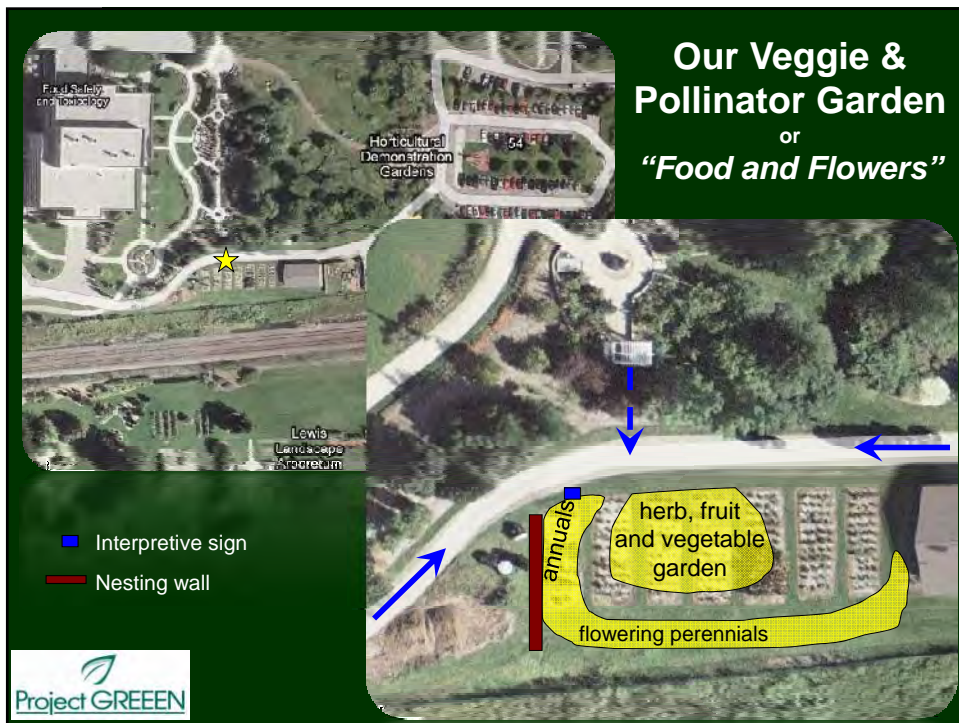 Our Veggie &
Pollinator Garden
or
“Food and Flowers”
Food Safety
and Toxicology
Horticultural
Demonstration
Gardens
54
Lewis
Landscape
Arboretum
Interpretive sign
Nesting wall
annuals
herb, fruit
and vegetable
garden
flowering perennials
Project GREEEN